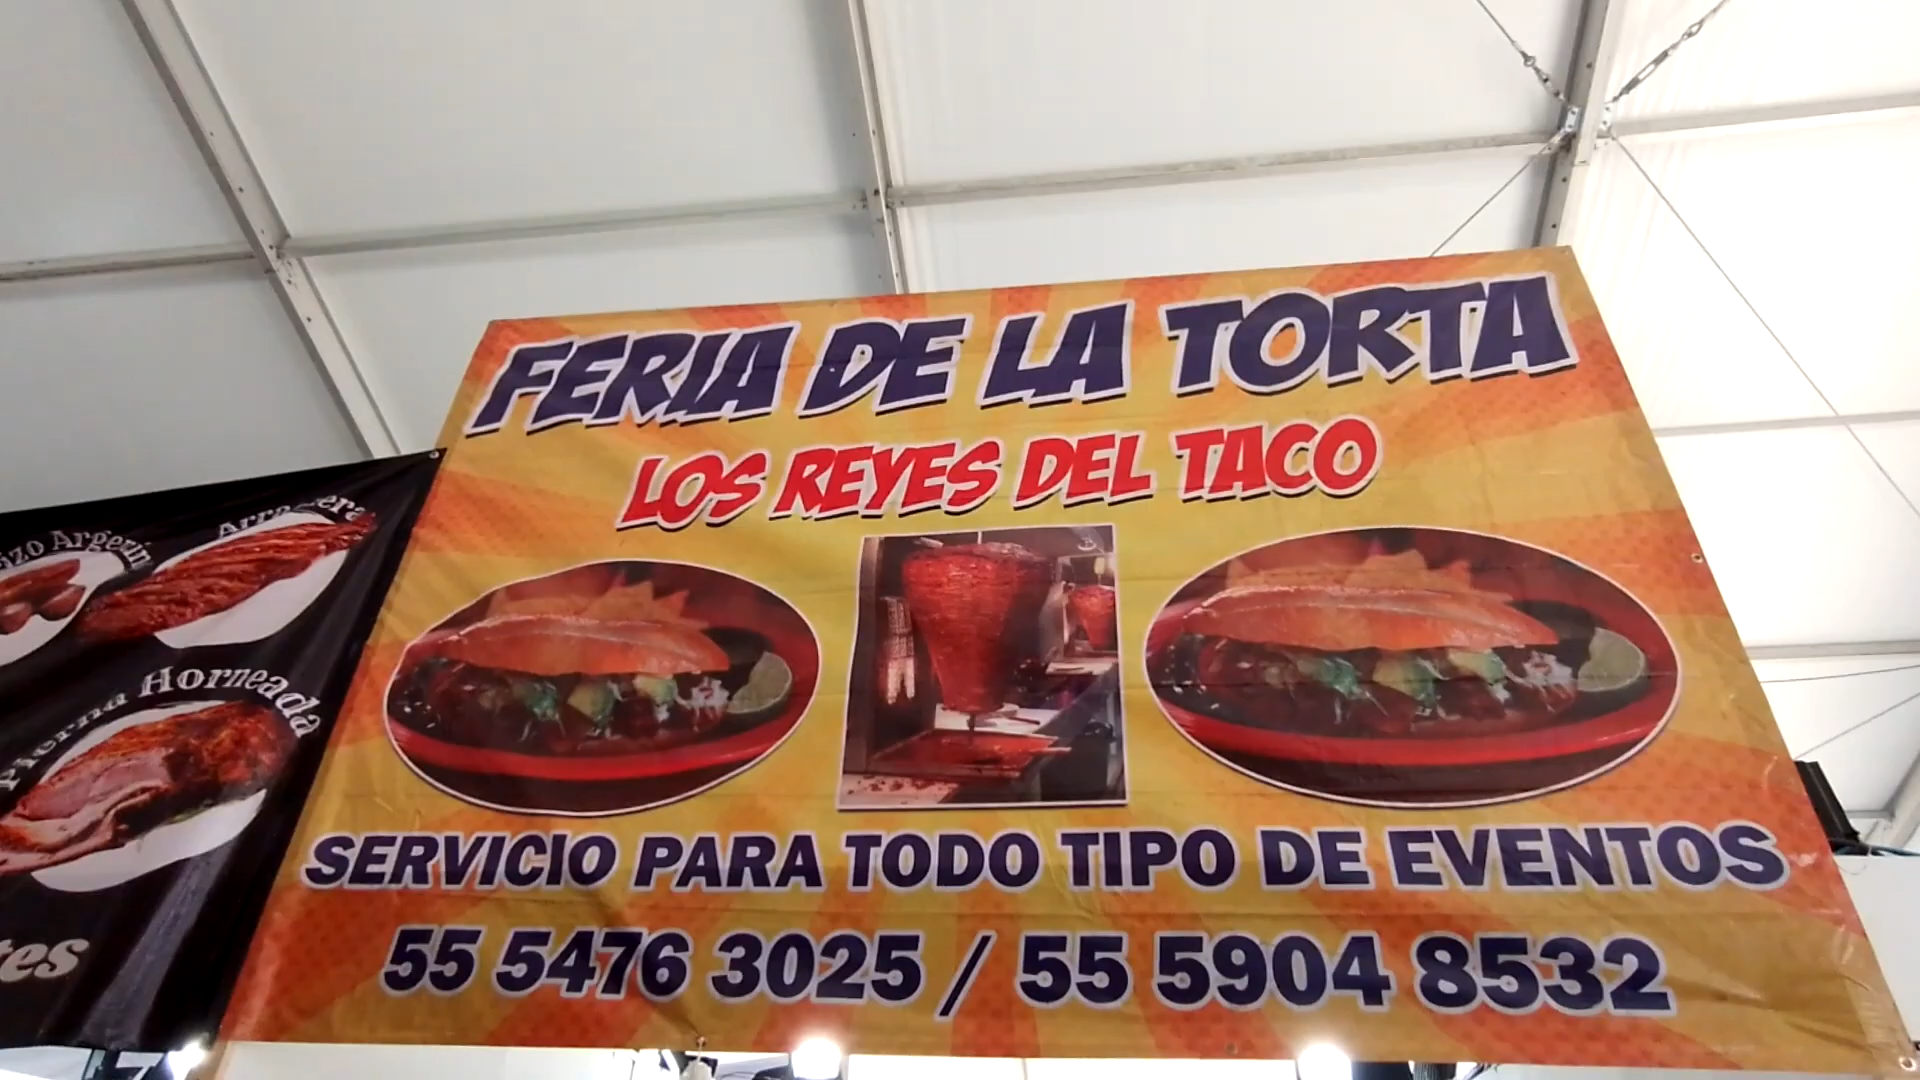 FERIA DE LA TORTA
LOS REYES DEL TACO
SERVICIO PARA TODO TIPO DE EVENTOS
55 5476 3025 / 55 5904 8532
Pierna Horneada